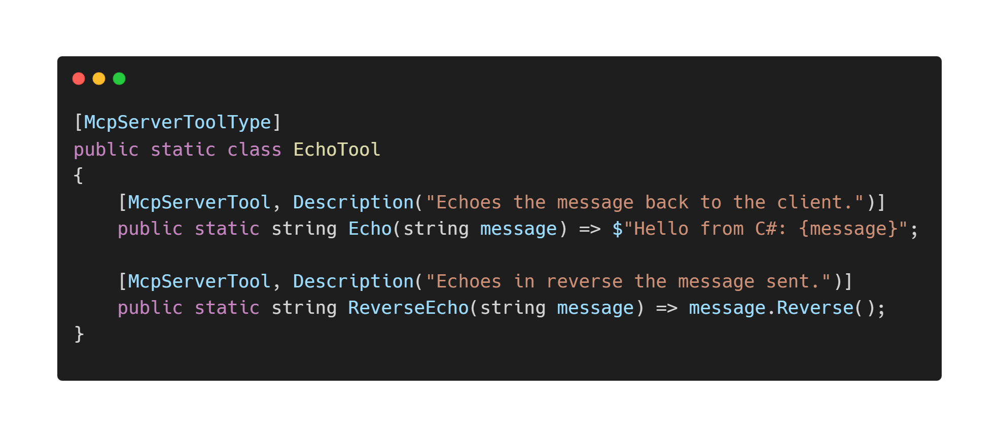 [McpServerToolType]
public static class EchoTool
{
    [McpServerTool, Description("Echoes the message back to the client.")]
    public static string Echo(string message) => $"Hello from C#: {message}";

    [McpServerTool, Description("Echoes in reverse the message sent.")]
    public static string ReverseEcho(string message) => message.Reverse();
}